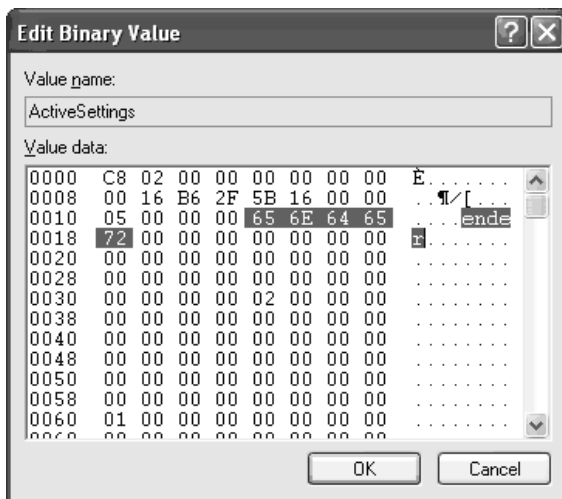 Edit Binary Value
Value name:
ActiveSettings
Value data:
0000 C8 02 00 00 00 00 00 00 È.......
0008 00 16 B6 2F 5B 16 00 00 ..¶/[...
0010 05 00 00 00 65 6E 64 65 ....ende
0018 72 00 00 00 00 00 00 00 r.......
0020 00 00 00 00 00 00 00 00 ........
0028 00 00 00 00 00 00 00 00 ........
0030 00 00 00 00 02 00 00 00 ........
0038 00 00 00 00 00 00 00 00 ........
0040 00 00 00 00 00 00 00 00 ........
0048 00 00 00 00 00 00 00 00 ........
0050 00 00 00 00 00 00 00 00 ........
0058 00 00 00 00 00 00 00 00 ........
0060 01 00 00 00 00 00 00 00 ........
OK Cancel